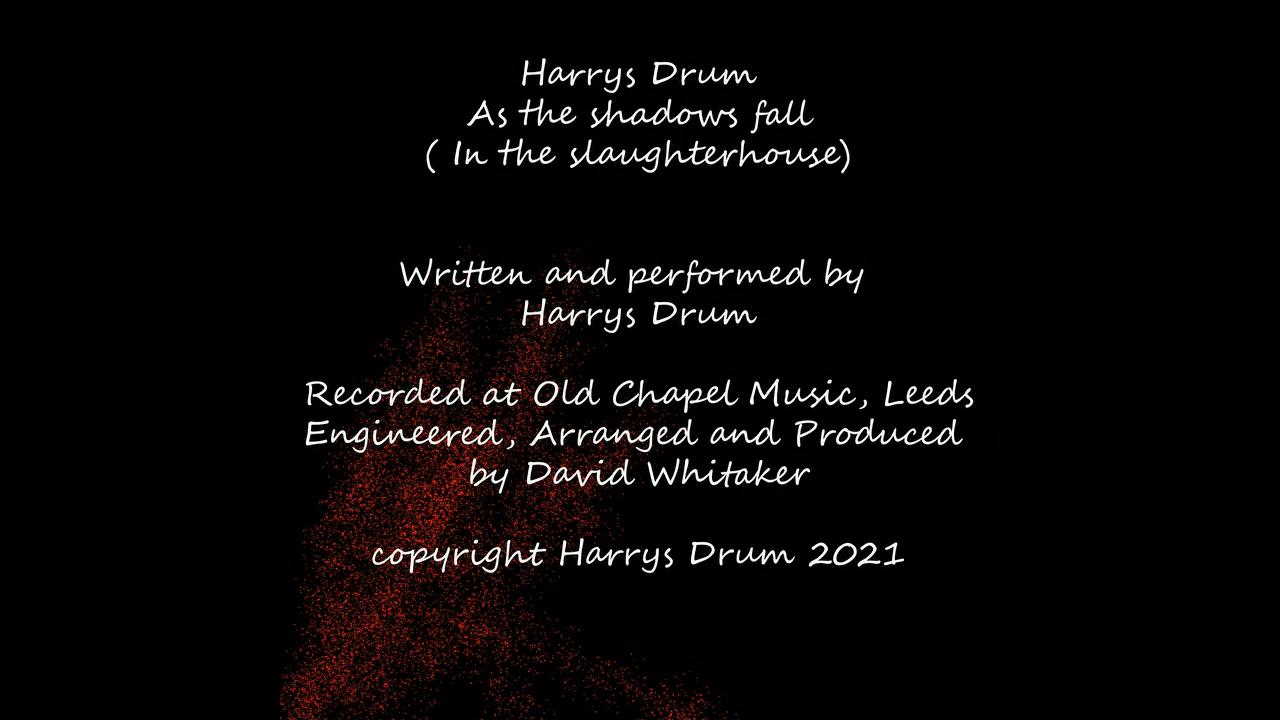 Harrys Drum
As the shadows fall
( In the slaughterhouse)
Written and performed by
Harrys Drum
Recorded at Old Chapel Music, Leeds
Engineered, Arranged and Produced
by David Whitaker
copyright Harrys Drum 2021